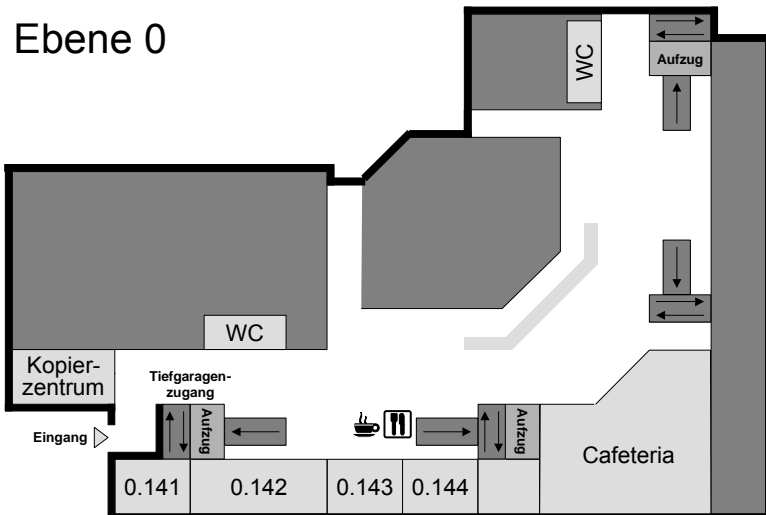 Ebene 0
WC
Aufzug
WC
Kopier-
zentrum
Tiefgaragen-
zugang
Eingang
Aufzug
Aufzug
Cafeteria
0.141
0.142
0.143
0.144